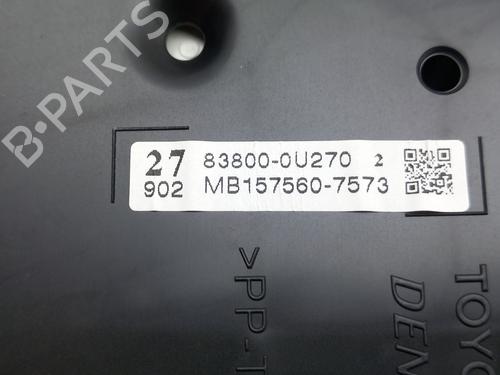 27 83800-0U270 2
902 MB157560-7573
>PP-T
TOYO
DEN
B-PARTS